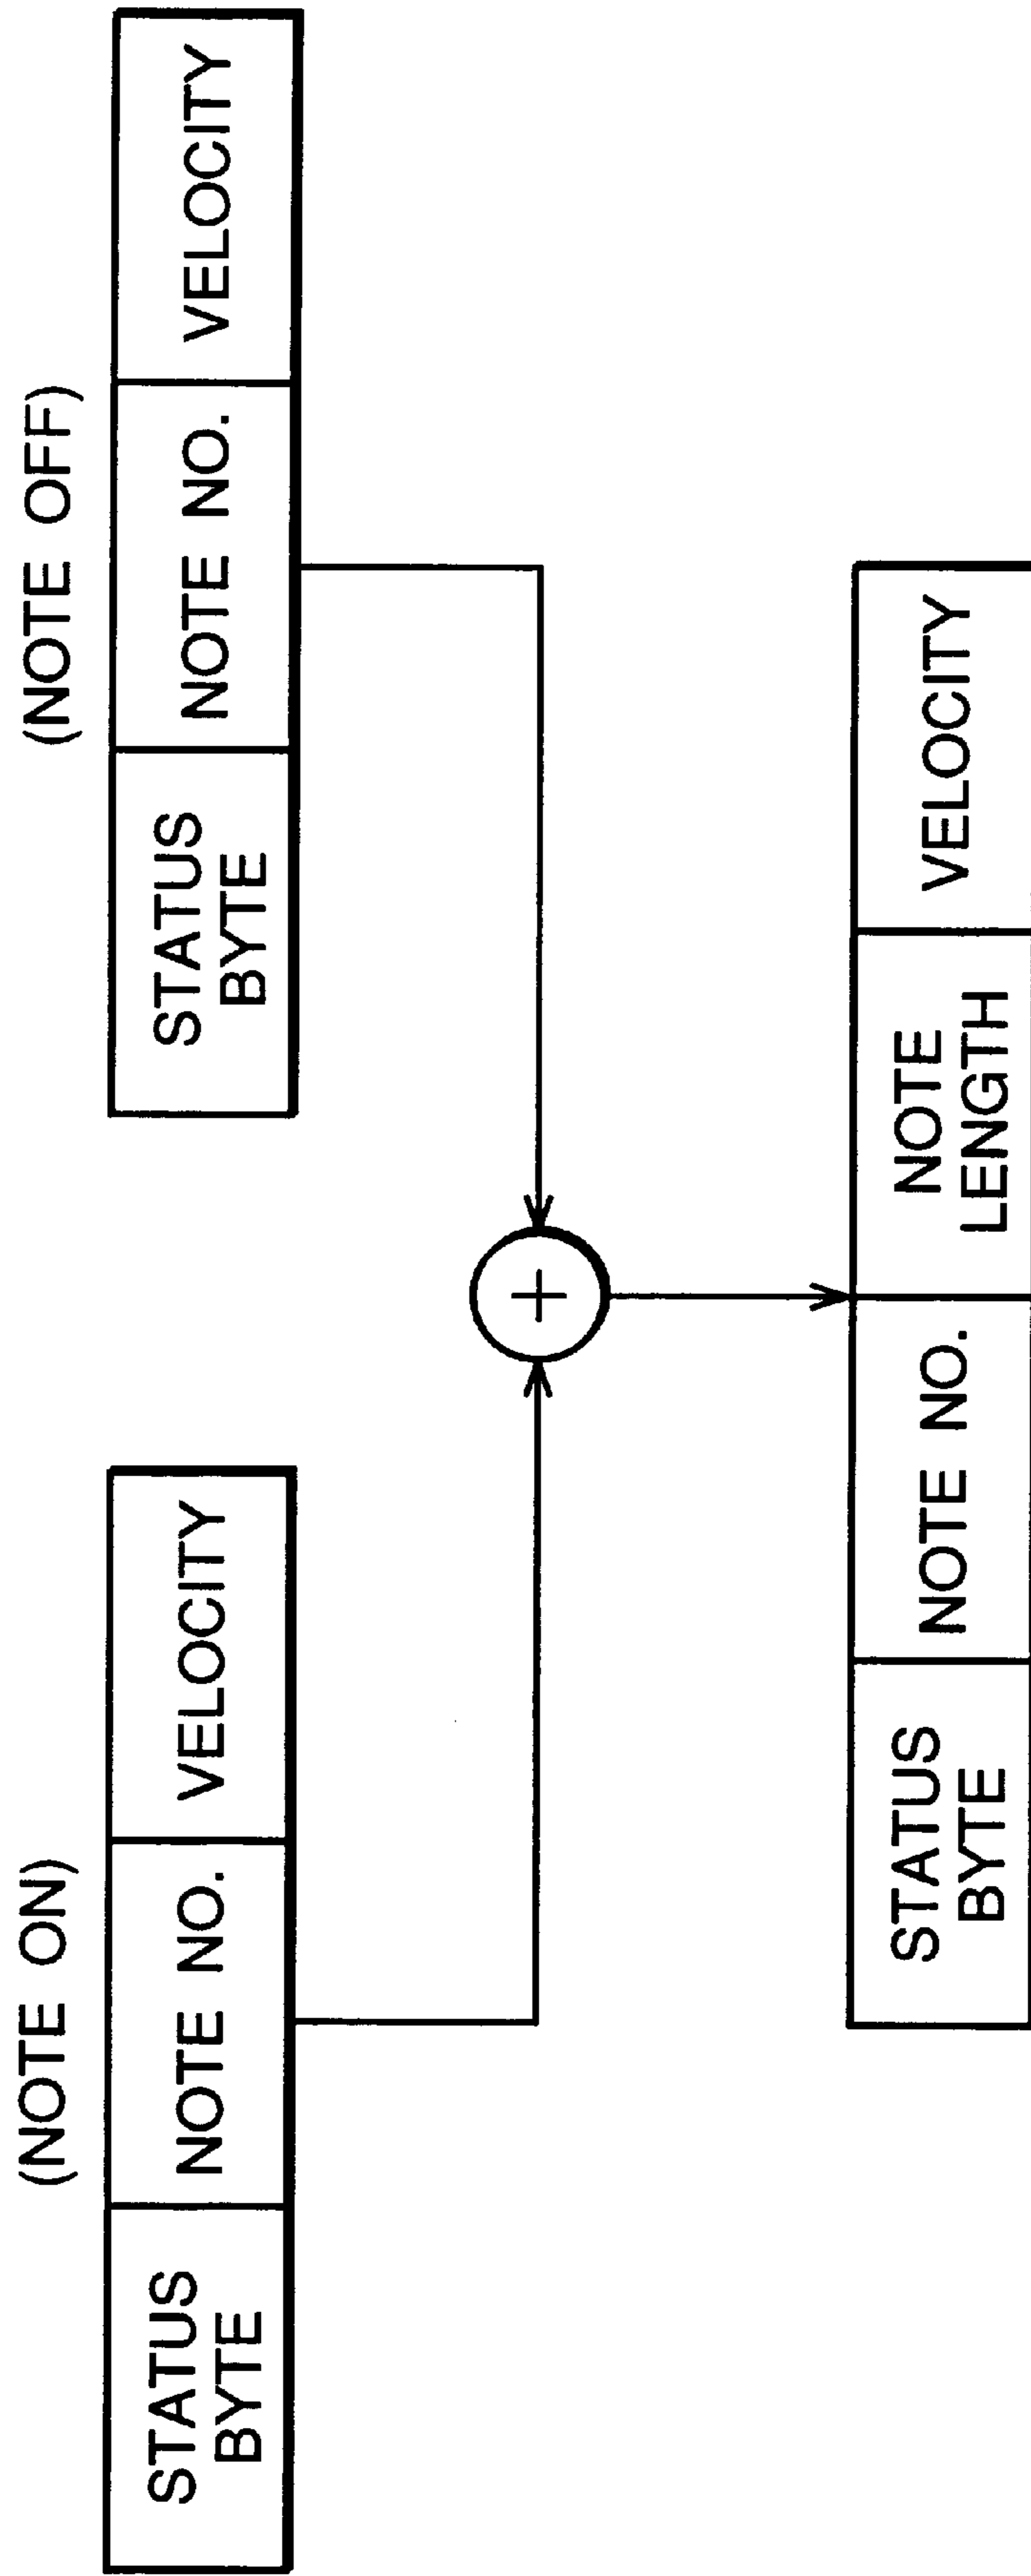 (NOTE ON)
STATUS
BYTE
NOTE NO.
VELOCITY
(NOTE OFF)
STATUS
BYTE
NOTE NO.
VELOCITY
+
STATUS
BYTE
NOTE NO.
NOTE
LENGTH
VELOCITY